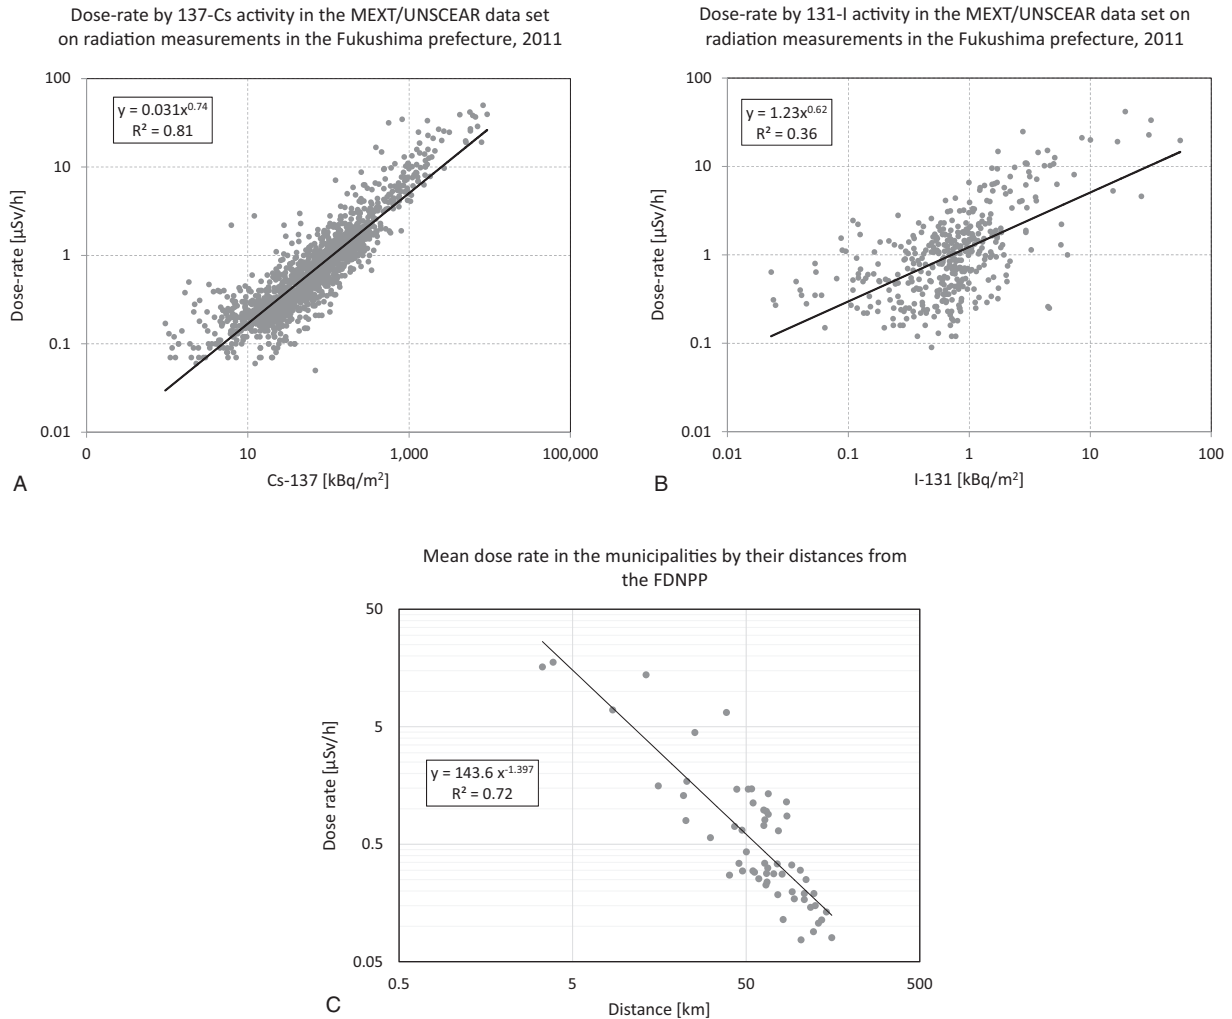 Dose-rate by 137-Cs activity in the MEXT/UNSCEAR data set
on radiation measurements in the Fukushima prefecture, 2011
100
10
1
0.1
0.01
Dose-rate [µSv/h]
y = 0.031x^0.74
R² = 0.81
0
10
1,000
100,000
Cs-137 [kBq/m²]
A
Dose-rate by 131-I activity in the MEXT/UNSCEAR data set on
radiation measurements in the Fukushima prefecture, 2011
100
10
1
0.1
0.01
Dose-rate [µSv/h]
y = 1.23x^0.62
R² = 0.36
0.01
0.1
1
10
100
I-131 [kBq/m²]
B
Mean dose rate in the municipalities by their distances from
the FDNPP
50
5
0.5
0.05
Dose rate [µSv/h]
y = 143.6 x^-1.397
R² = 0.72
0.5
5
50
500
Distance [km]
C